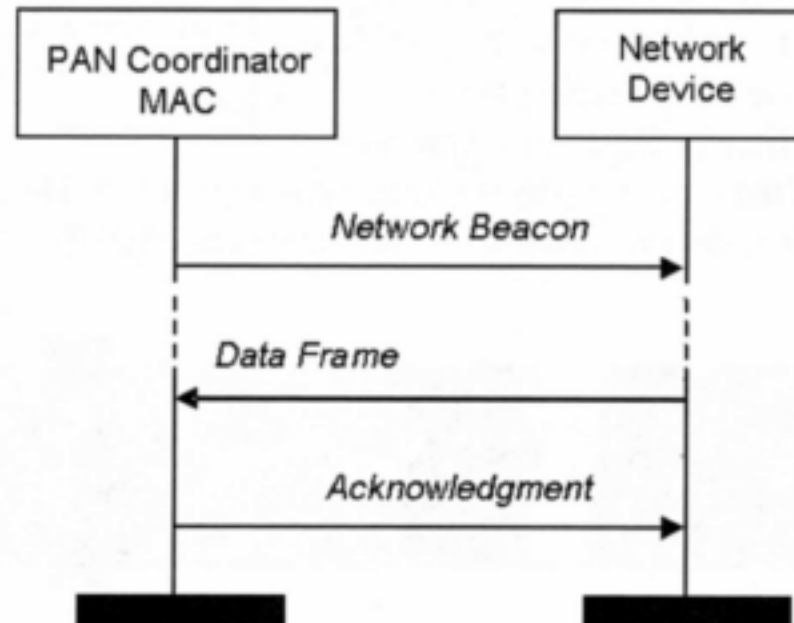 PAN Coordinator
MAC
Network
Device
Network Beacon
Data Frame
Acknowledgment